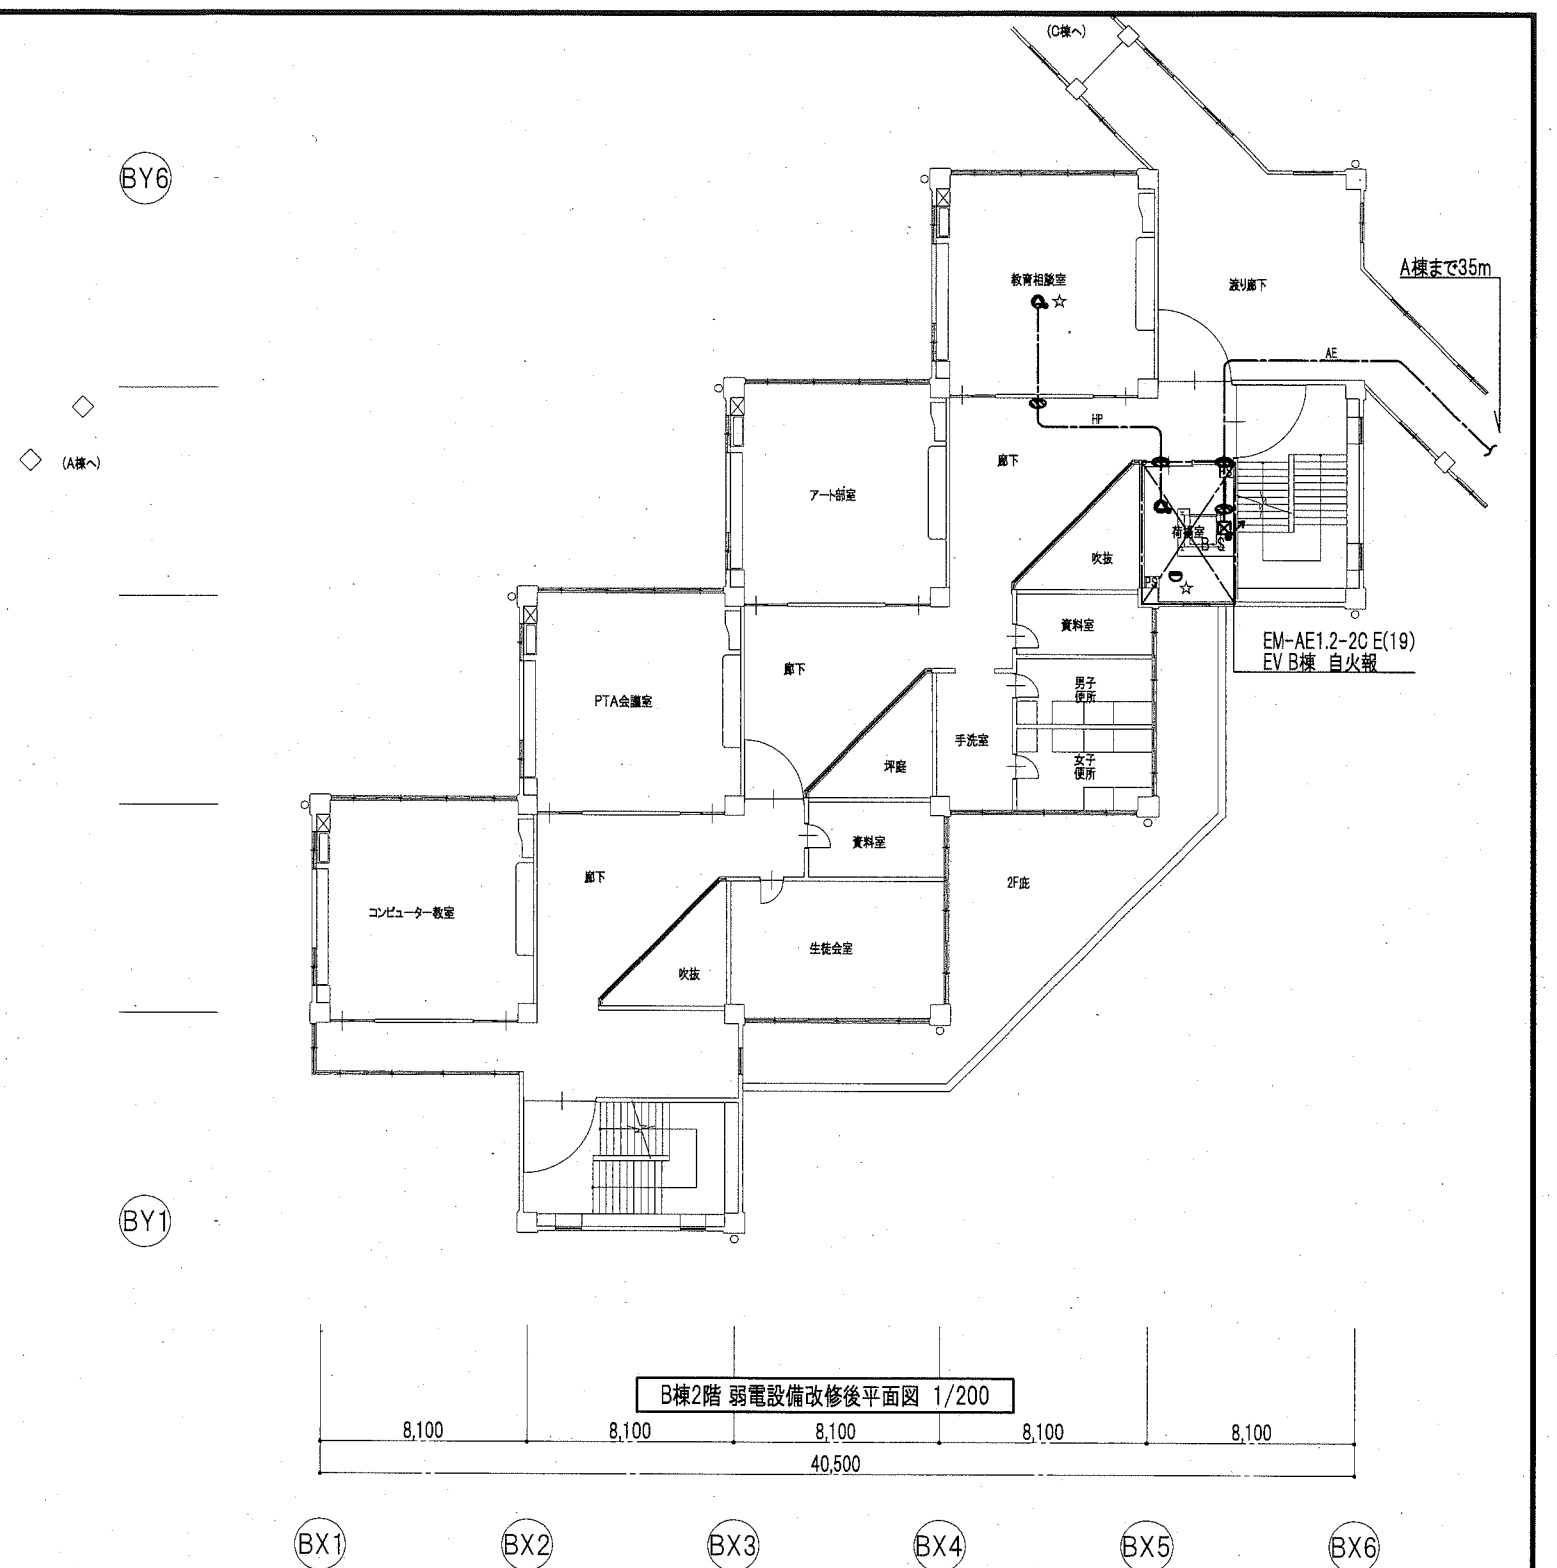 (C棟へ)
BY6
教育相談室
☆
渡り廊下
A棟まで35m
AE
HP
(A棟へ)
廊下
アート部室
PS
荷揚室
B S
吹抜
PS
☆
資料室
EM-AE1.2-2C E(19)
EV B棟 自火報
廊下
男子
便所
PTA会議室
手洗室
坪庭
女子
便所
資料室
廊下
2F庇
コンピューター教室
生徒会室
吹抜
BY1
B棟2階 弱電設備改修後平面図 1/200
8,100
8,100
8,100
8,100
8,100
40,500
BX1
BX2
BX3
BX4
BX5
BX6